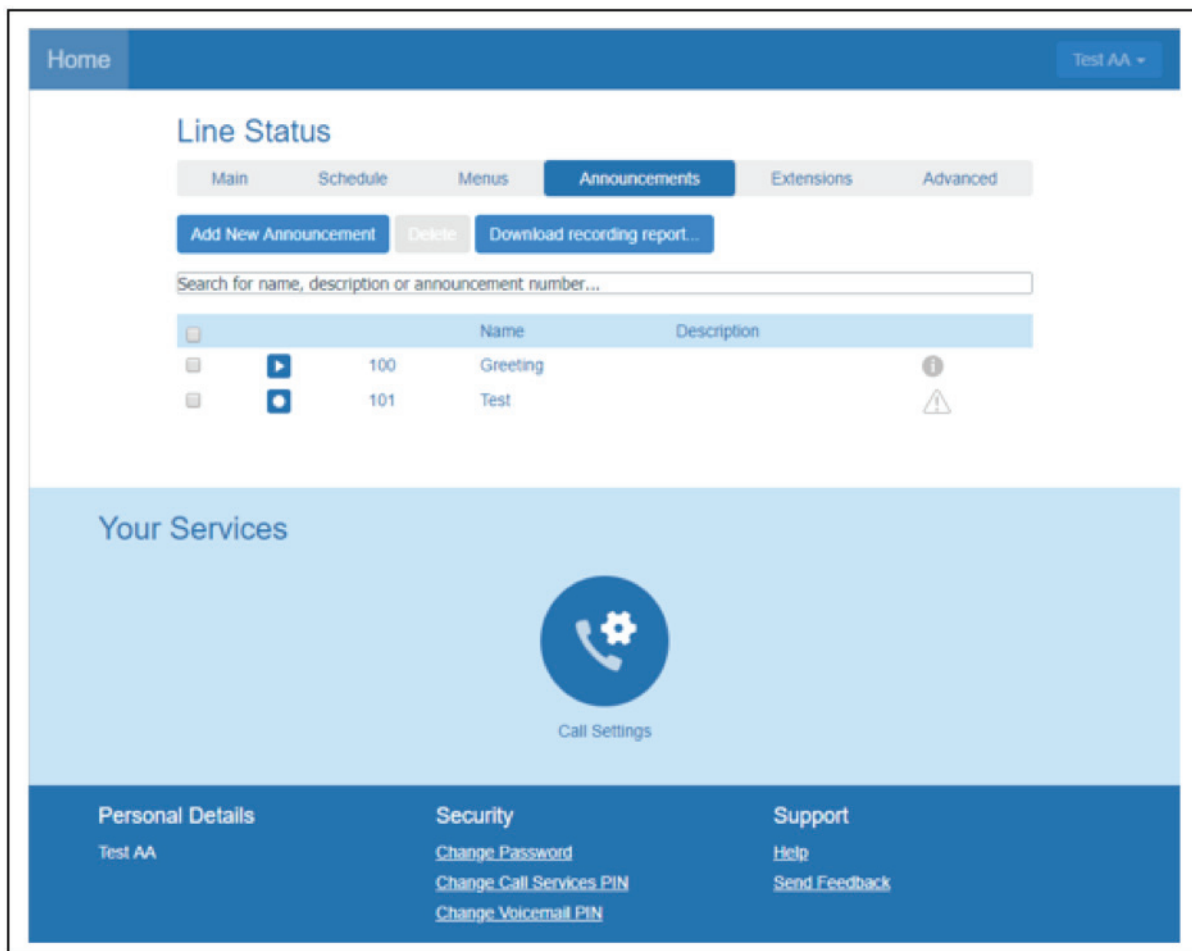 Home
Test AA
Line Status
Main Schedule Menus Announcements Extensions Advanced
Add New Announcement Delete Download recording report...
Search for name, description or announcement number...
Name Description
100 Greeting
101 Test
Your Services
Call Settings
Personal Details Security Support
Test AA Change Password Help
Change Call Services PIN Send Feedback
Change Voicemail PIN